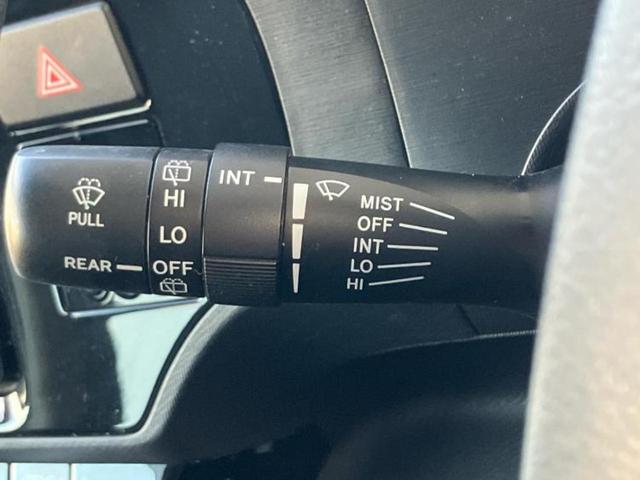 PULL
REAR
HI
LO
OFF
INT
MIST
OFF
INT
LO
HI